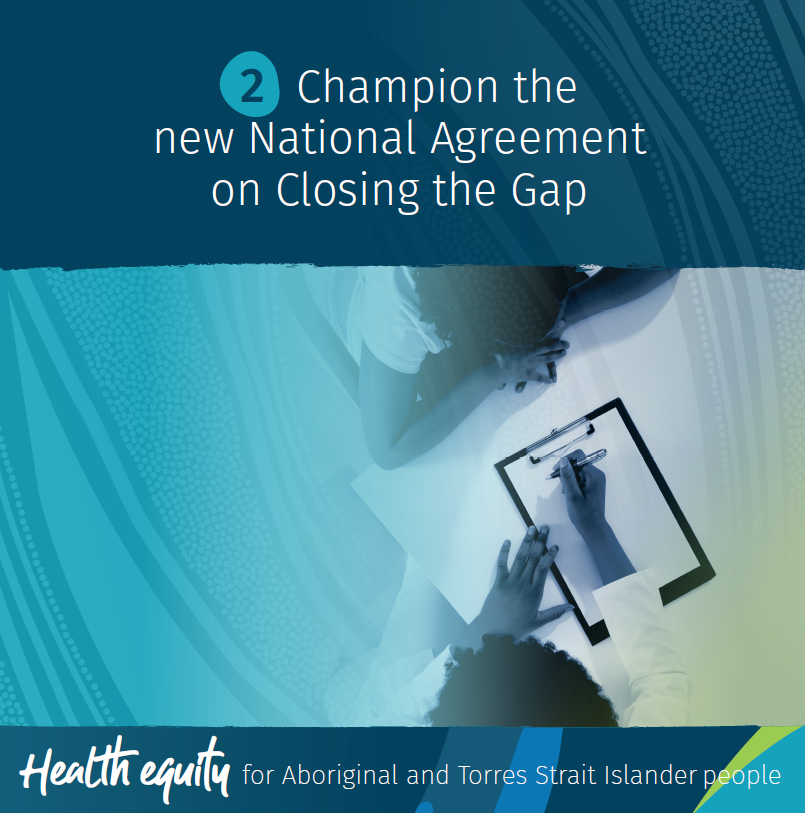 2 Champion the
new National Agreement
on Closing the Gap
Health equity for Aboriginal and Torres Strait Islander people